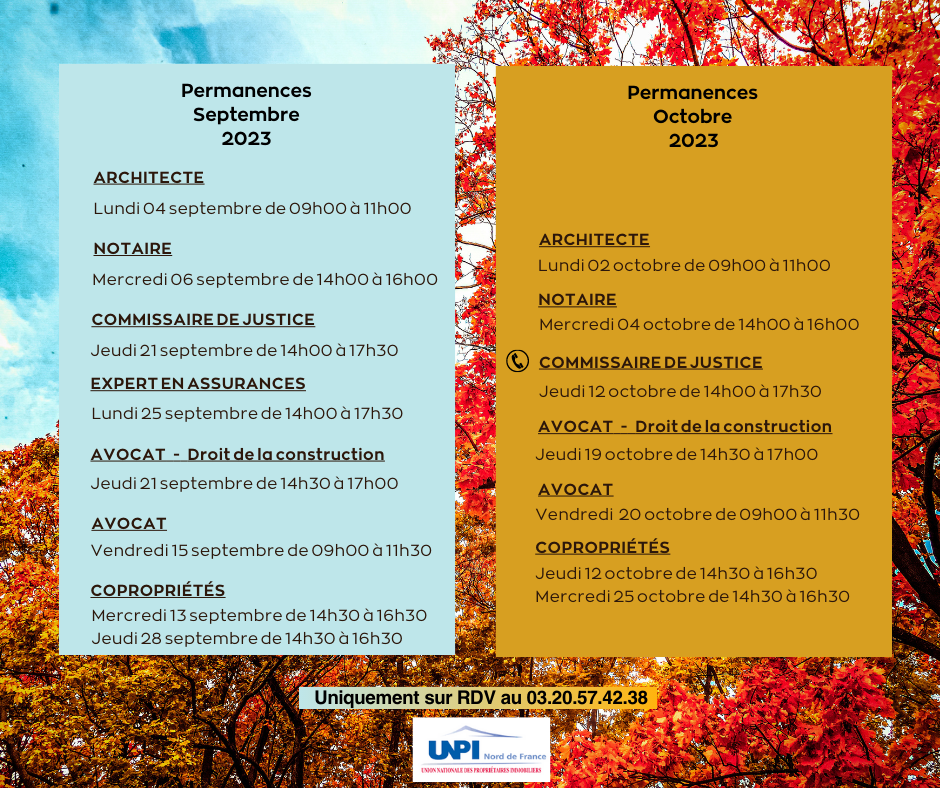 Permanences
Septembre
2023
ARCHITECTE
Lundi 04 septembre de 09h00 à 11h00
NOTAIRE
Mercredi 06 septembre de 14h00 à 16h00
COMMISSAIRE DE JUSTICE
Jeudi 21 septembre de 14h00 à 17h30
EXPERT EN ASSURANCES
Lundi 25 septembre de 14h00 à 17h30
AVOCAT - Droit de la construction
Jeudi 21 septembre de 14h30 à 17h00
AVOCAT
Vendredi 15 septembre de 09h00 à 11h30
COPROPRIÉTÉS
Mercredi 13 septembre de 14h30 à 16h30
Jeudi 28 septembre de 14h30 à 16h30
Permanences
Octobre
2023
ARCHITECTE
Lundi 02 octobre de 09h00 à 11h00
NOTAIRE
Mercredi 04 octobre de 14h00 à 16h00
COMMISSAIRE DE JUSTICE
Jeudi 12 octobre de 14h00 à 17h30
AVOCAT - Droit de la construction
Jeudi 19 octobre de 14h30 à 17h00
AVOCAT
Vendredi 20 octobre de 09h00 à 11h30
COPROPRIÉTÉS
Jeudi 12 octobre de 14h30 à 16h30
Mercredi 25 octobre de 14h30 à 16h30
Uniquement sur RDV au 03.20.57.42.38
UNPI Nord de France
UNION NATIONALE DES PROPRIÉTAIRES IMMOBILIERS